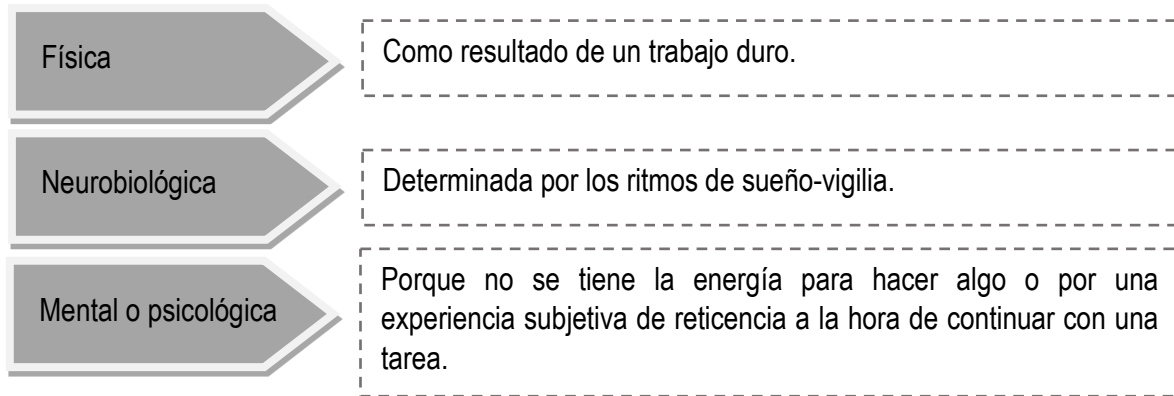 Física
Como resultado de un trabajo duro.
Neurobiológica
Determinada por los ritmos de sueño-vigilia.
Mental o psicológica
Porque no se tiene la energía para hacer algo o por una
experiencia subjetiva de reticencia a la hora de continuar con una
tarea.